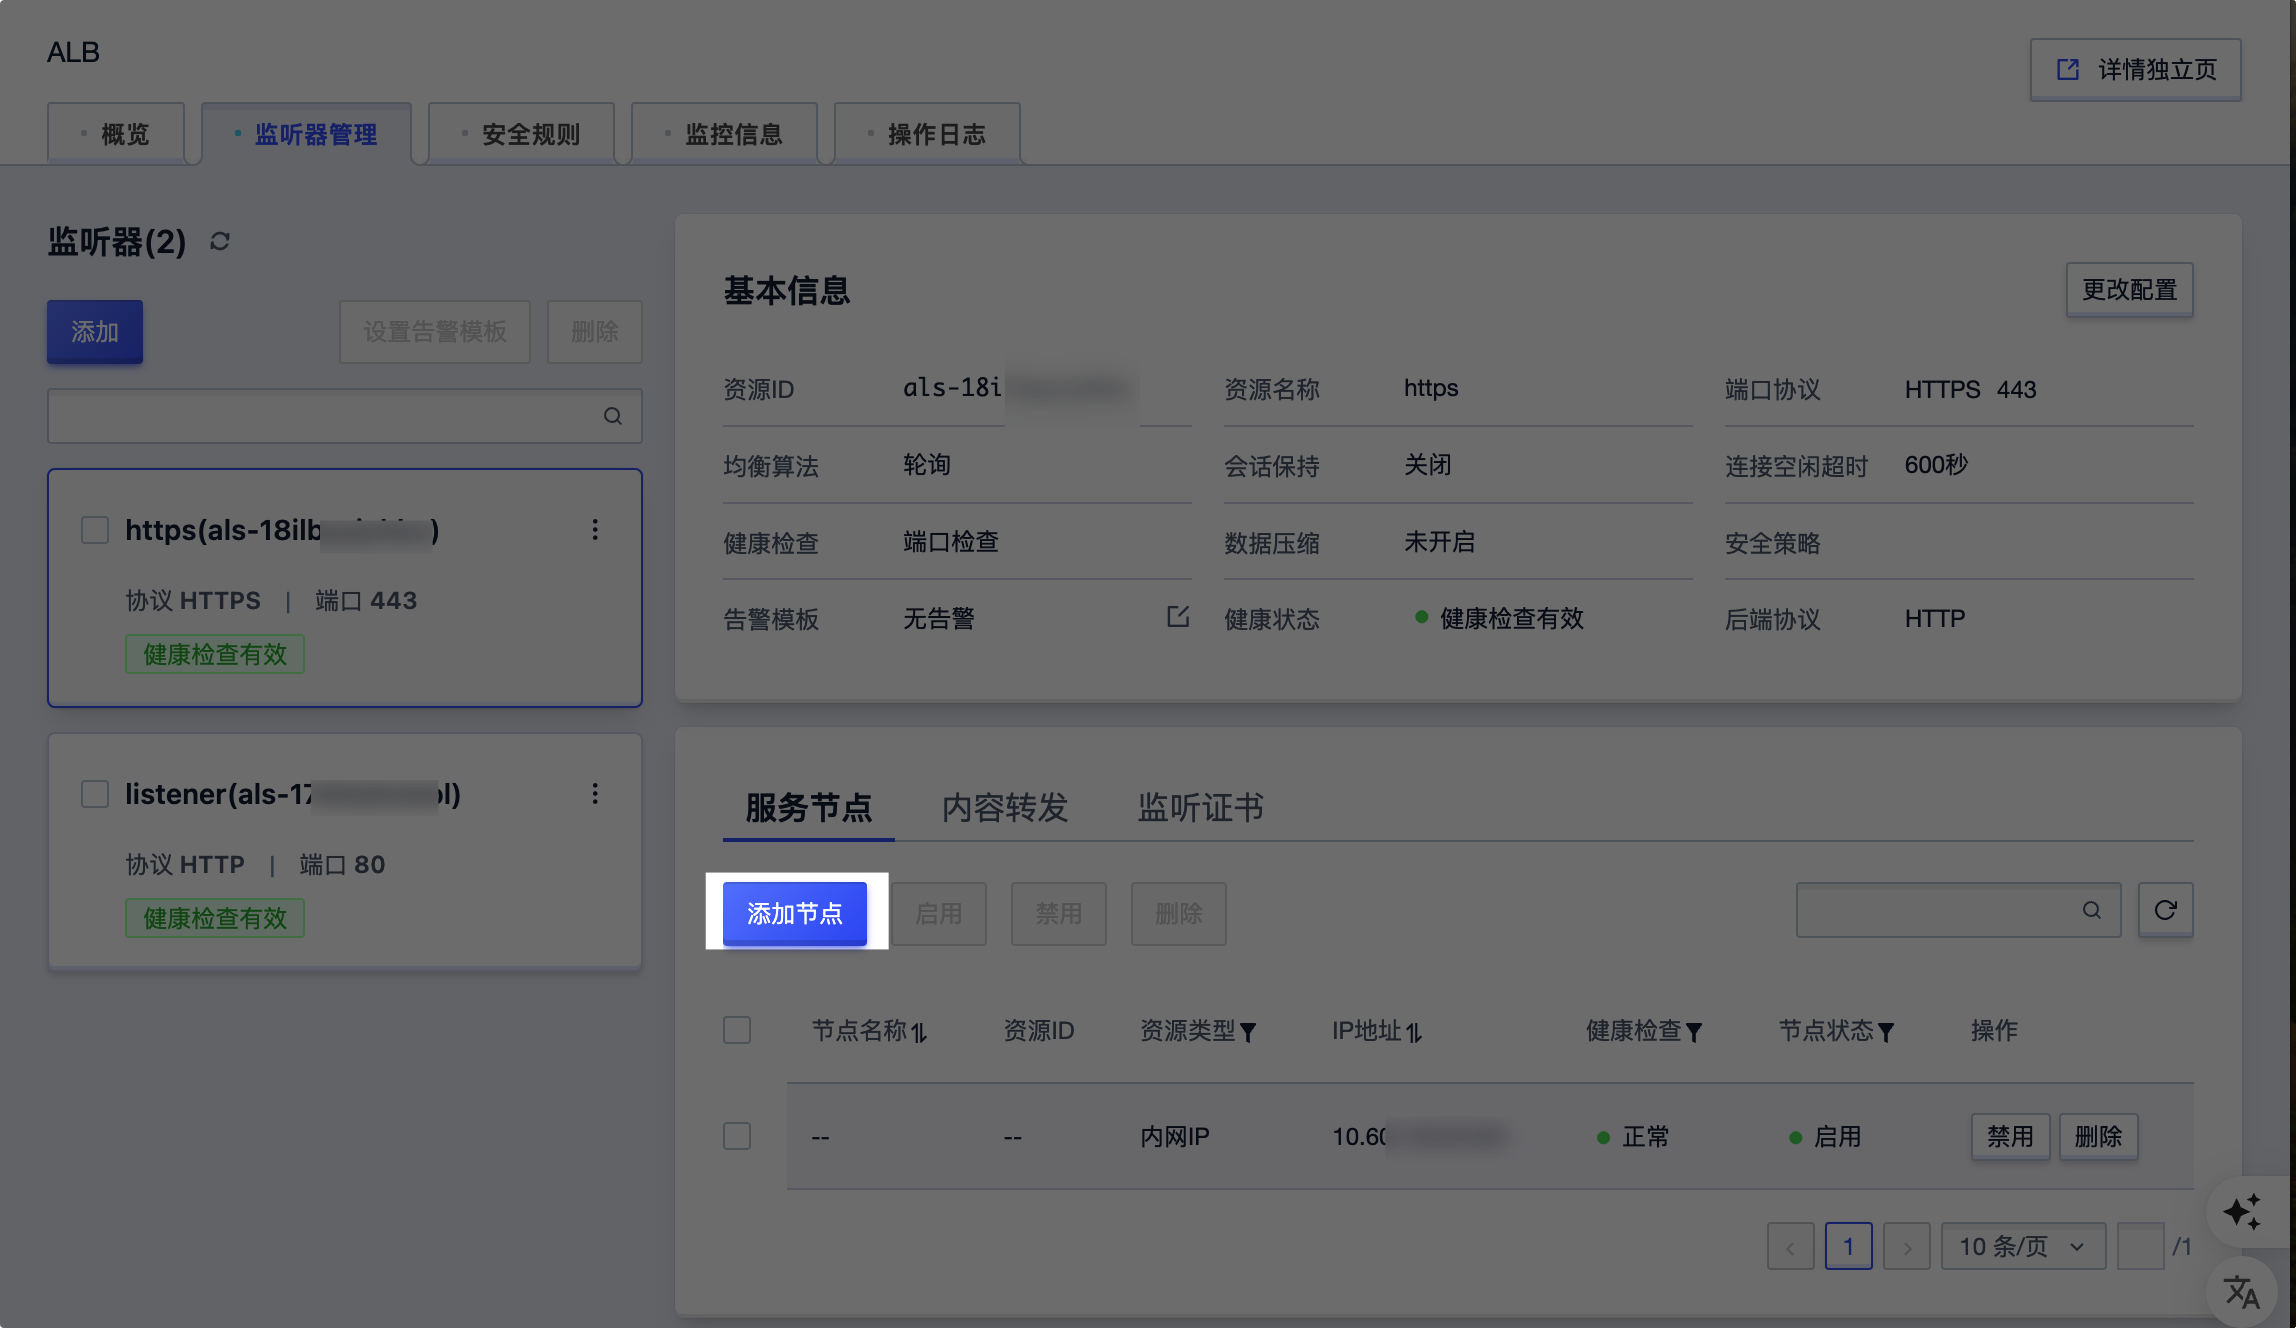 ALB
详情独立页
概览 监听器管理 安全规则 监控信息 操作日志
监听器(2)
添加 设置告警模板 删除
https(als-18ilb )
协议 HTTPS | 端口 443
健康检查有效
listener(als-17 l)
协议 HTTP | 端口 80
健康检查有效
基本信息
更改配置
资源ID als-18i 资源名称 https 端口协议 HTTPS 443
均衡算法 轮询 会话保持 关闭 连接空闲超时 600秒
健康检查 端口检查 数据压缩 未开启 安全策略
告警模板 无告警 健康状态 健康检查有效 后端协议 HTTP
服务节点 内容转发 监听证书
添加节点 启用 禁用 删除
节点名称 资源ID 资源类型 IP地址 健康检查 节点状态 操作
-- -- 内网IP 10.60 正常 启用 禁用 删除
1 10 条/页 /1
文A